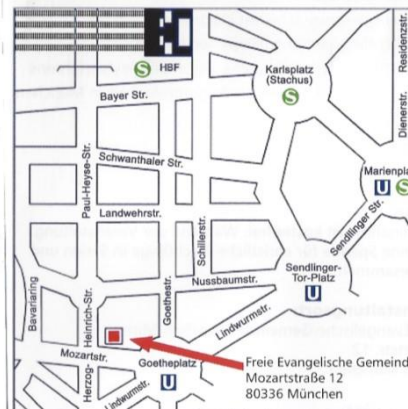 Residenzstr.
S
HBF
Karlsplatz
(Stachus)
S
Bayer Str.
Dienerstr.
Schwanthaler Str.
Paul-Heyse-Str.
Marienpla
U S
Landwehrstr.
Schillerstr.
Sendlinger Str.
Nussbaumstr.
Sendlinger-
Tor-Platz
U
Bavariaring
Herzog-Heinrich-Str.
Goethestr.
Lindwurmstr.
Mozartstr.
Goetheplatz
U
Lindwurmstr.
Freie Evangelische Gemeind
Mozartstraße 12
80336 München